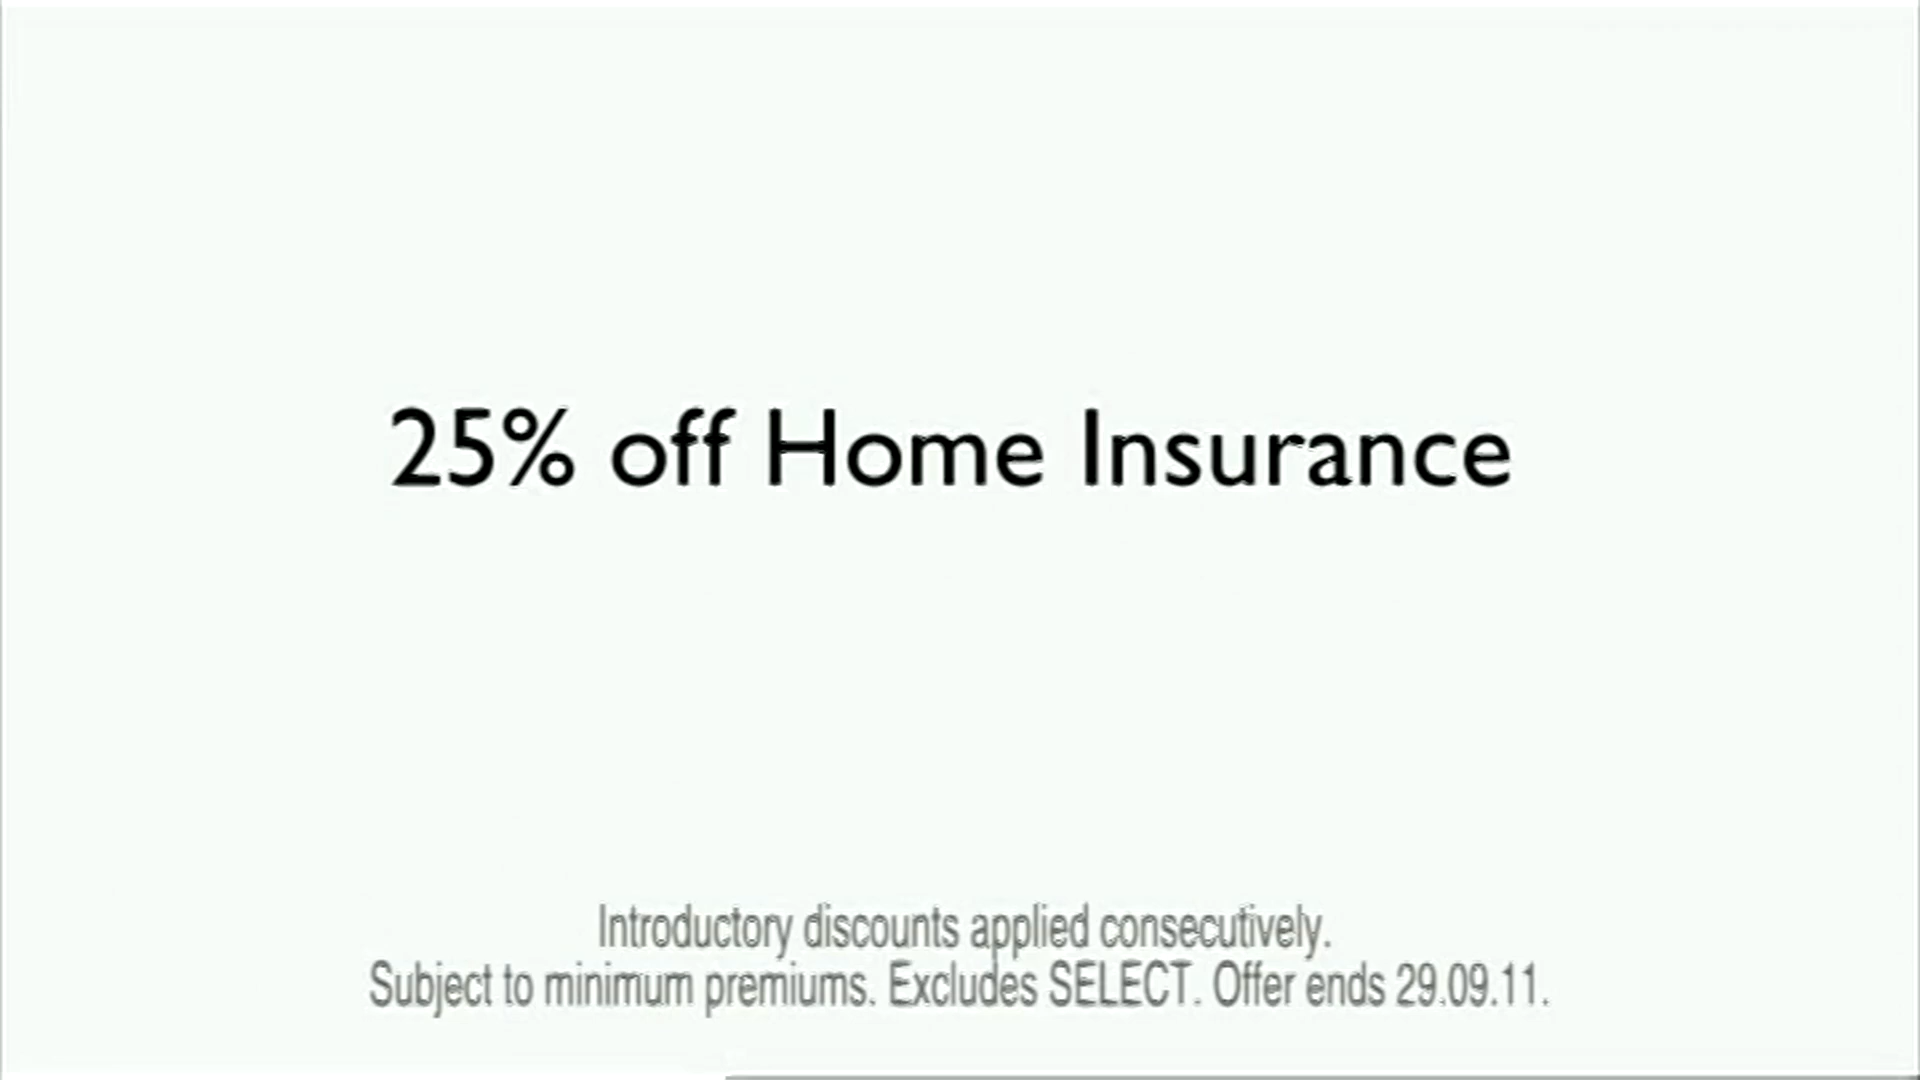 25% off Home Insurance
Introductory discounts applied consecutively.
Subject to minimum premiums. Excludes SELECT. Offer ends 29.09.11.